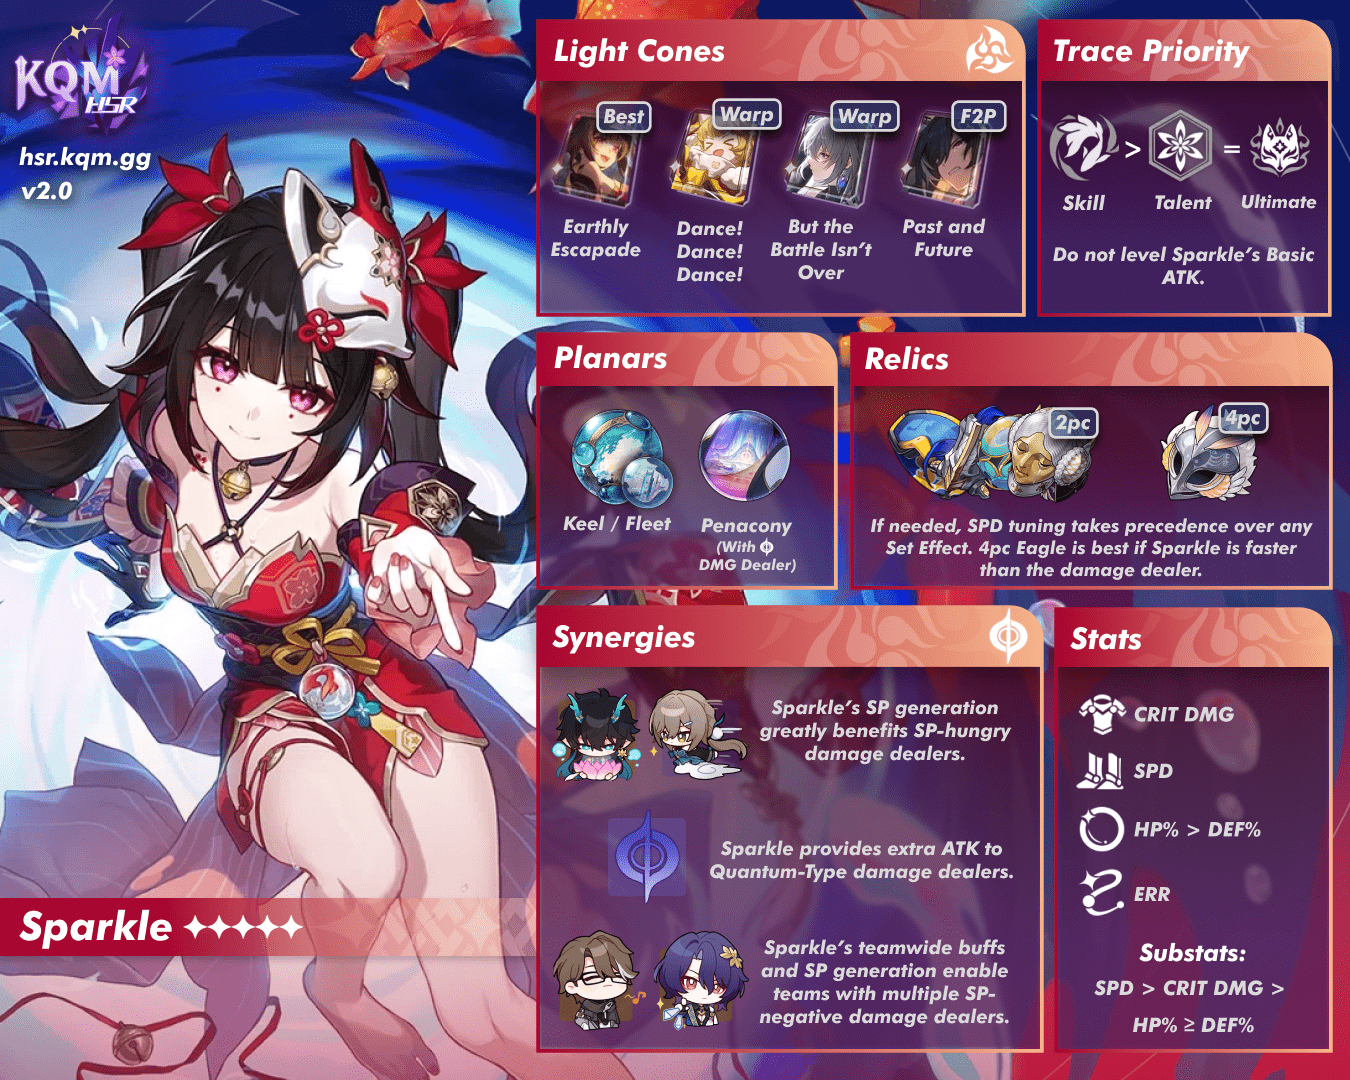 KQM
HSR
hsr.kqm.gg
v2.0
Sparkle
Light Cones
Best
Warp
Warp
F2P
Earthly
Escapade
Dance!
Dance!
Dance!
But the
Battle Isn't
Over
Past and
Future
Trace Priority
> =
Skill
Talent
Ultimate
Do not level Sparkle's Basic
ATK.
Planars
Keel / Fleet
Penacony
(With
DMG Dealer)
Relics
2pc
4pc
If needed, SPD tuning takes precedence over any
Set Effect. 4pc Eagle is best if Sparkle is faster
than the damage dealer.
Synergies
Sparkle's SP generation
greatly benefits SP-hungry
damage dealers.
Sparkle provides extra ATK to
Quantum-Type damage dealers.
Sparkle's teamwide buffs
and SP generation enable
teams with multiple SP-
negative damage dealers.
Stats
CRIT DMG
SPD
HP% > DEF%
ERR
Substats:
SPD > CRIT DMG >
HP% ≥ DEF%